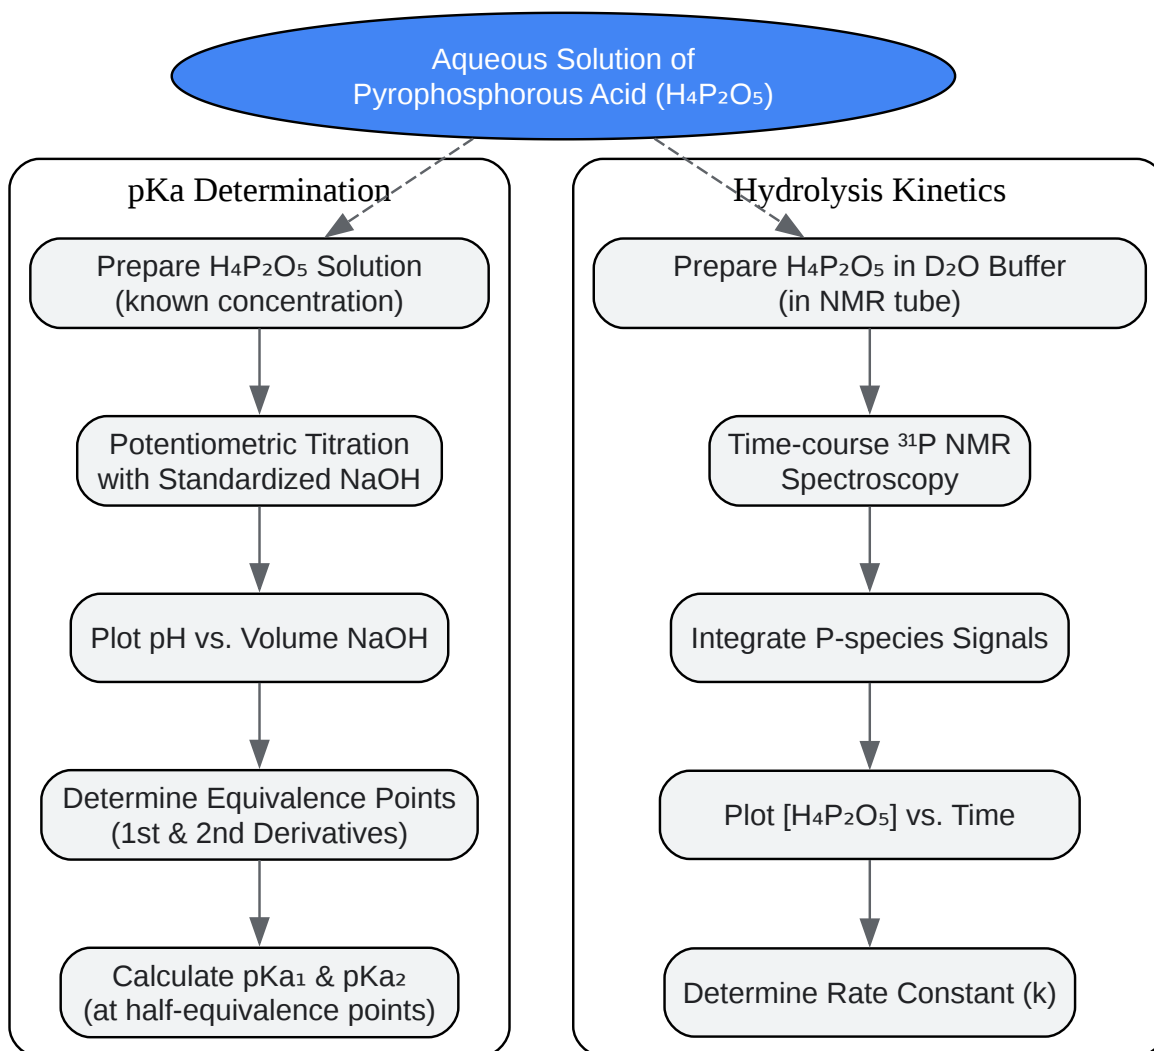 Aqueous Solution of
Pyrophosphorous Acid (H₄P₂O₅)
pKa Determination
Prepare H₄P₂O₅ Solution
(known concentration)
Potentiometric Titration
with Standardized NaOH
Plot pH vs. Volume NaOH
Determine Equivalence Points
(1st & 2nd Derivatives)
Calculate pKa₁ & pKa₂
(at half-equivalence points)
Hydrolysis Kinetics
Prepare H₄P₂O₅ in D₂O Buffer
(in NMR tube)
Time-course ³¹P NMR
Spectroscopy
Integrate P-species Signals
Plot [H₄P₂O₅] vs. Time
Determine Rate Constant (k)